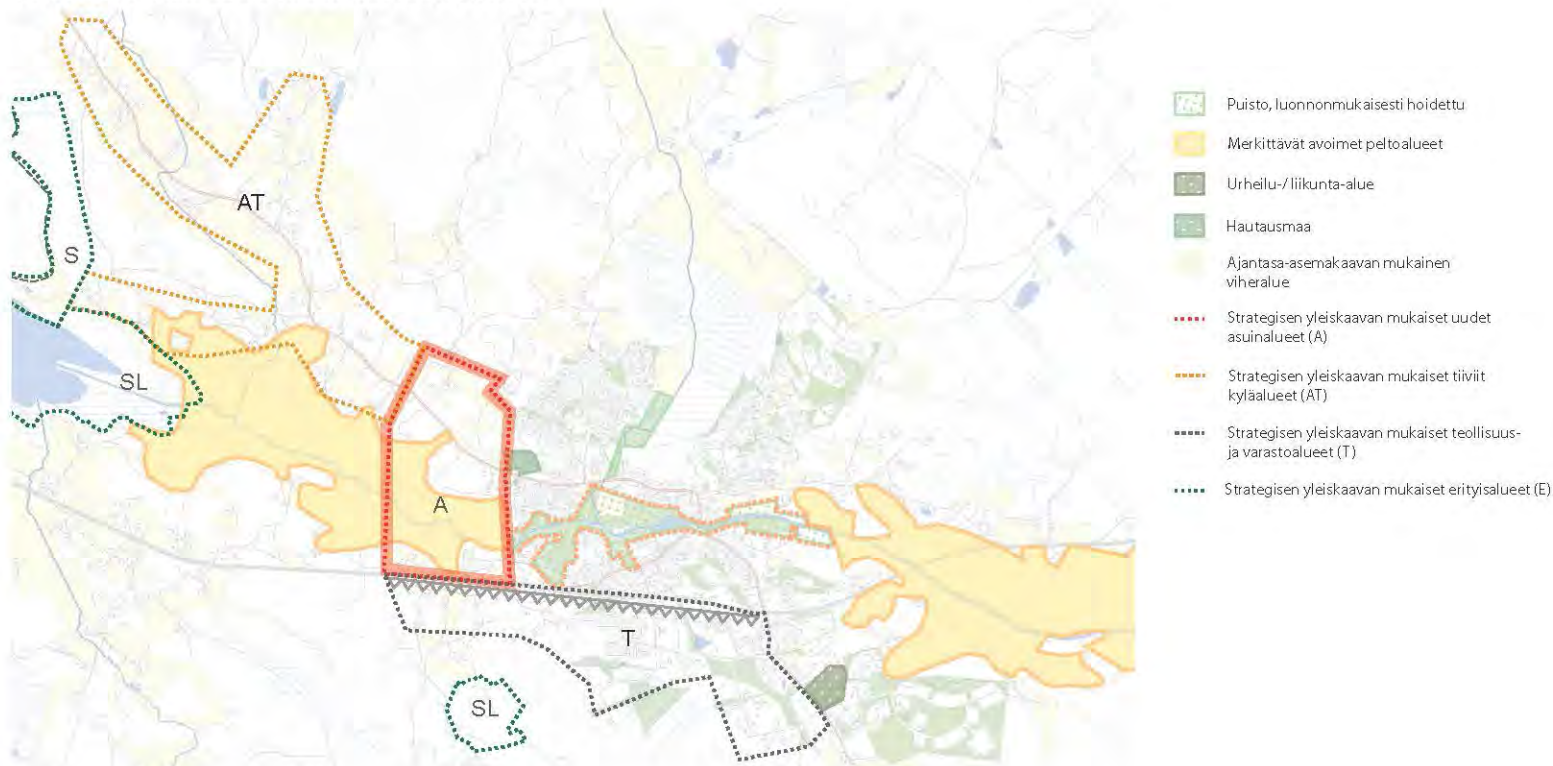 AT
S
SL
A
T
SL
Puisto, luonnonmukaisesti hoidettu
Merkittävät avoimet peltoalueet
Urheilu-/ liikunta-alue
Hautausmaa
Ajantasa-asemakaavan mukainen
viheralue
Strategisen yleiskaavan mukaiset uudet
asuinalueet (A)
Strategisen yleiskaavan mukaiset tiiviit
kyläalueet (AT)
Strategisen yleiskaavan mukaiset teollisuus-
ja varastoalueet (T)
Strategisen yleiskaavan mukaiset erityisalueet (E)